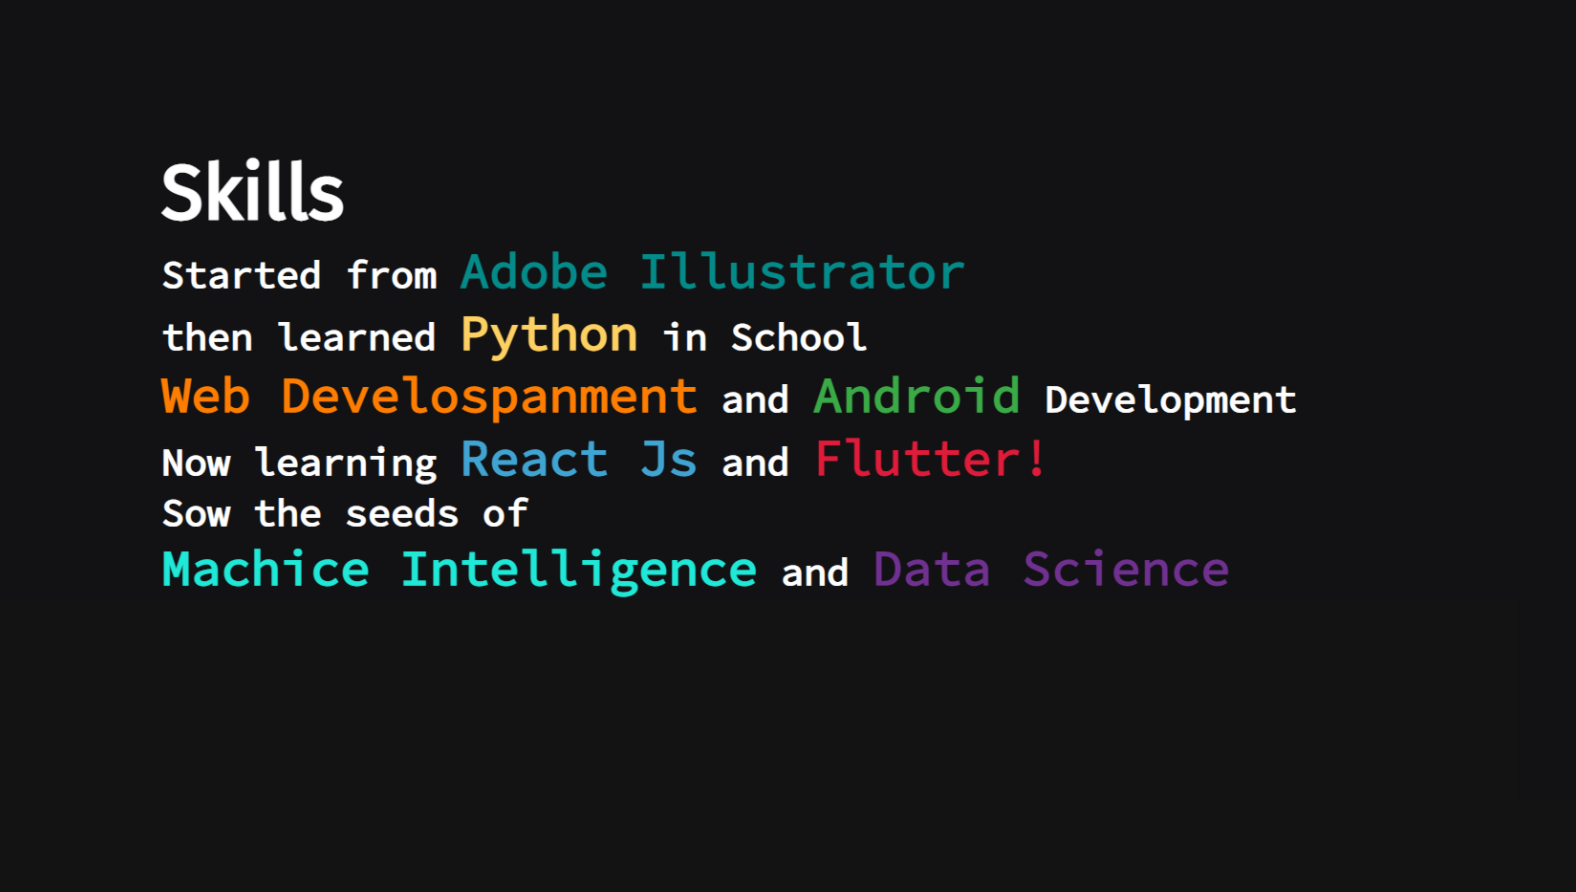 Skills
Started from Adobe Illustrator
then learned Python in School
Web Develospanment and Android Development
Now learning React Js and Flutter!
Sow the seeds of
Machice Intelligence and Data Science